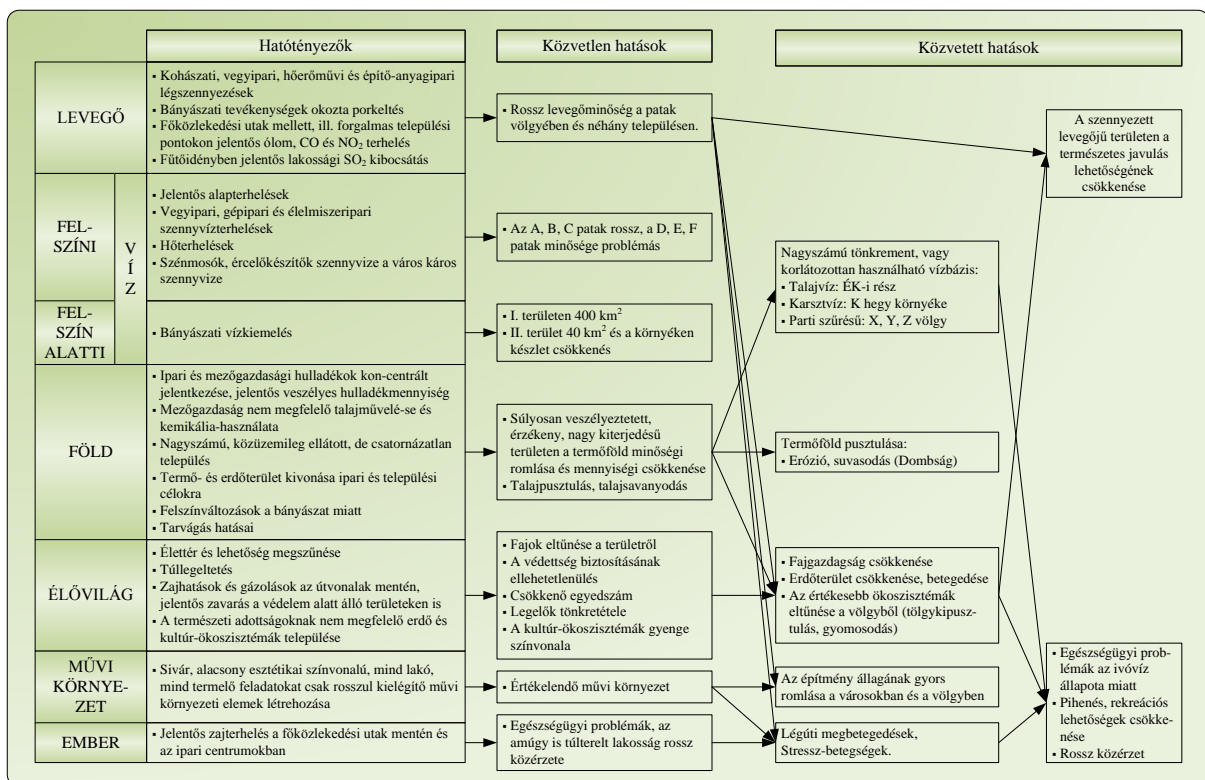 Hatótényezők
Közvetlen hatások
Közvetett hatások
LEVEGŐ
▪ Kohászati, vegyipari, hőerőművi és építő-anyagipari
légszennyezések
▪ Bányászati tevékenységek okozta porkeltés
▪ Főközlekedési utak mellett, ill. forgalmas települési
pontokon jelentős ólom, CO és NO₂ terhelés
▪ Fűtőidényben jelentős lakossági SO₂ kibocsátás
▪ Rossz levegőminőség a patak
völgyében és néhány településen.
A szennyezett
levegőjű területen a
természetes javulás
lehetőségének
csökkenése
FEL-
SZÍNI
V
Í
Z
▪ Jelentős alapterhelések
▪ Vegyipari, gépipari és élelmiszeripari
szennyvízterhelések
▪ Hőterhelések
▪ Szénmosók, ércelőkészítők szennyvize a város káros
szennyvize
▪ Az A, B, C patak rossz, a D, E, F
patak minősége problémás
Nagyszámú tönkrement, vagy
korlátozottan használható vízbázis:
▪ Talajvíz: ÉK-i rész
▪ Karsztvíz: K hegy környéke
▪ Parti szűrésű: X, Y, Z völgy
FEL-
SZÍN
ALATTI
▪ Bányászati vízkiemelés
▪ I. területen 400 km²
▪ II. terület 40 km² és a környéken
készlet csökkenés
FÖLD
▪ Ipari és mezőgazdasági hulladékok kon-centrált
jelentkezése, jelentős veszélyes hulladékmennyiség
▪ Mezőgazdaság nem megfelelő talajművelé-se és
kemikália-használata
▪ Nagyszámú, közüzemileg ellátott, de csatornázatlan
település
▪ Termő- és erdőterület kivonása ipari és települési
célokra
▪ Felszínváltozások a bányászat miatt
▪ Tarvágás hatásai
▪ Súlyosan veszélyeztetett,
érzékeny, nagy kiterjedésű
területen a termőföld minőségi
romlása és mennyiségi csökkenése
▪ Talajpusztulás, talajsavanyodás
Termőföld pusztulása:
▪ Erózió, suvasodás (Dombság)
ÉLŐVILÁG
▪ Élettér és lehetőség megszűnése
▪ Túllegeltetés
▪ Zajhatások és gázolások az útvonalak mentén,
jelentős zavarás a védelem alatt álló területeken is
▪ A természeti adottságoknak nem megfelelő erdő és
kultúr-ökoszisztémák települése
▪ Fajok eltűnése a területről
▪ A védettség biztosításának
ellehetetlenülés
▪ Csökkenő egyedszám
▪ Legelők tönkretétele
▪ A kultúr-ökoszisztémák gyenge
színvonala
▪ Fajgazdagság csökkenése
▪ Erdőterület csökkenése, betegedése
▪ Az értékesebb ökoszisztémák
eltűnése a völgyből (tölgykipusz-
tulás, gyomosodás)
MŰVI
KÖRNYE-
ZET
▪ Sivár, alacsony esztétikai színvonalú, mind lakó,
mind termelő feladatokat csak rosszul kielégítő művi
környezeti elemek létrehozása
▪ Értékelendő művi környezet
Az építmény állagának gyors
romlása a városokban és a völgyben
▪ Egészségügyi prob-
lémák az ivóvíz
állapota miatt
▪ Pihenés, rekreációs
lehetőségek csökke-
nése
▪ Rossz közérzet
EMBER
▪ Jelentős zajterhelés a főközlekedési utak mentén és
az ipari centrumokban
▪ Egészségügyi problémák, az
amúgy is túlterelt lakosság rossz
közérzete
Légúti megbetegedések,
Stressz-betegségek.